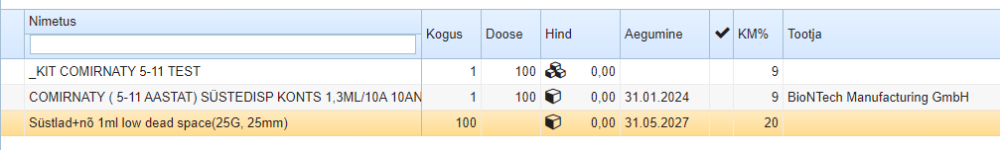 Nimetus Kogus Doose Hind Aegumine KM% Tootja
_KIT COMIRNATY 5-11 TEST 1 100 0,00 9
COMIRNATY ( 5-11 AASTAT) SÜSTEDISP KONTS 1,3ML/10A 10AN 1 100 0,00 31.01.2024 9 BioNTech Manufacturing GmbH
Süstlad+nõ 1ml low dead space(25G, 25mm) 100 0,00 31.05.2027 20